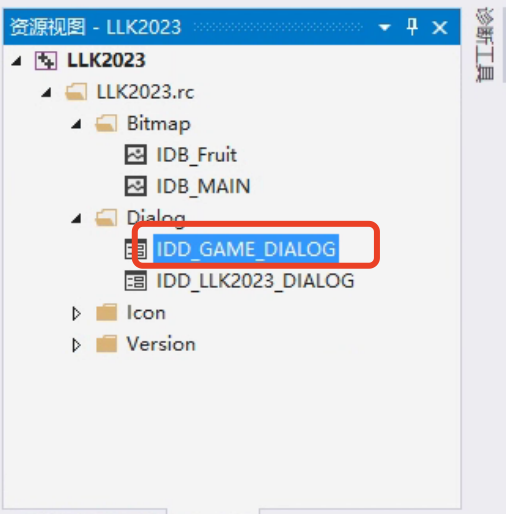 资源视图 - LLK2023
LLK2023
LLK2023.rc
Bitmap
IDB_Fruit
IDB_MAIN
Dialog
IDD_GAME_DIALOG
IDD_LLK2023_DIALOG
Icon
Version
诊断工具